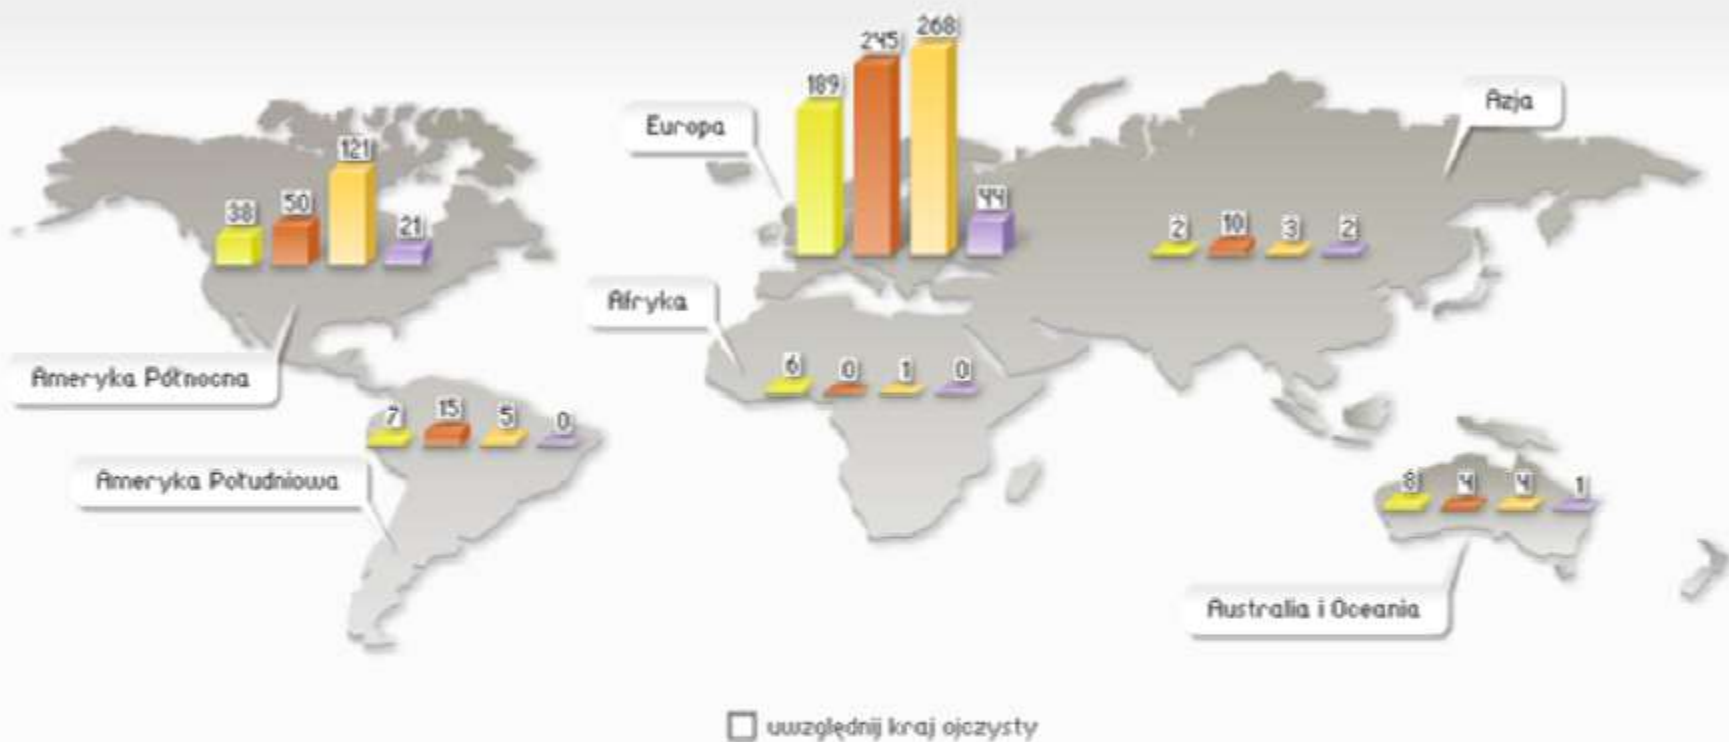 268
245
189
Europa
Azja
121
50
38
21
44
2 10 3 2
Afryka
6 0 1 0
Ameryka Północna
7 15 5 0
Ameryka Południowa
8 4 4 1
Australia i Oceania
uwzględnij kraj ojczysty